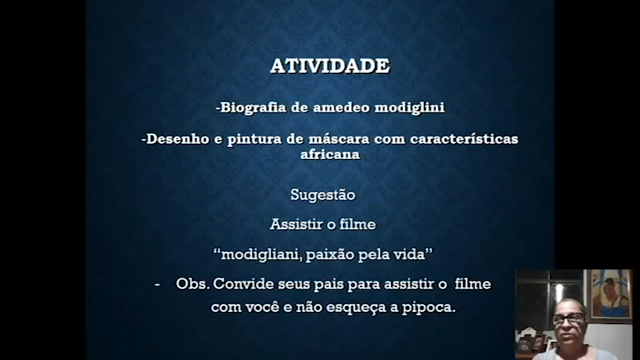 ATIVIDADE
-Biografia de amedeo modiglini
-Desenho e pintura de máscara com características
africana
Sugestão
Assistir o filme
“modigliani, paixão pela vida”
- Obs. Convide seus pais para assistir o filme
com você e não esqueça a pipoca.